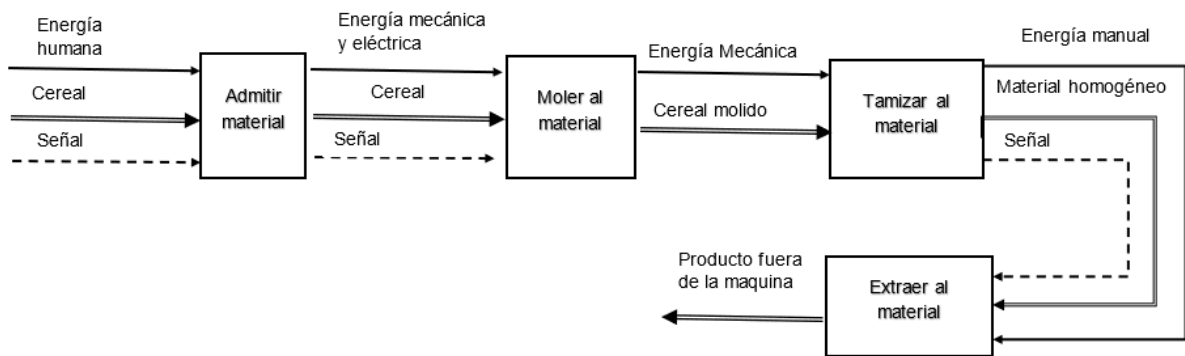 Energía
humana
Cereal
Señal
Admitir
material
Energía mecánica
y eléctrica
Cereal
Señal
Moler al
material
Energía Mecánica
Cereal molido
Tamizar al
material
Energía manual
Material homogéneo
Señal
Producto fuera
de la maquina
Extraer al
material